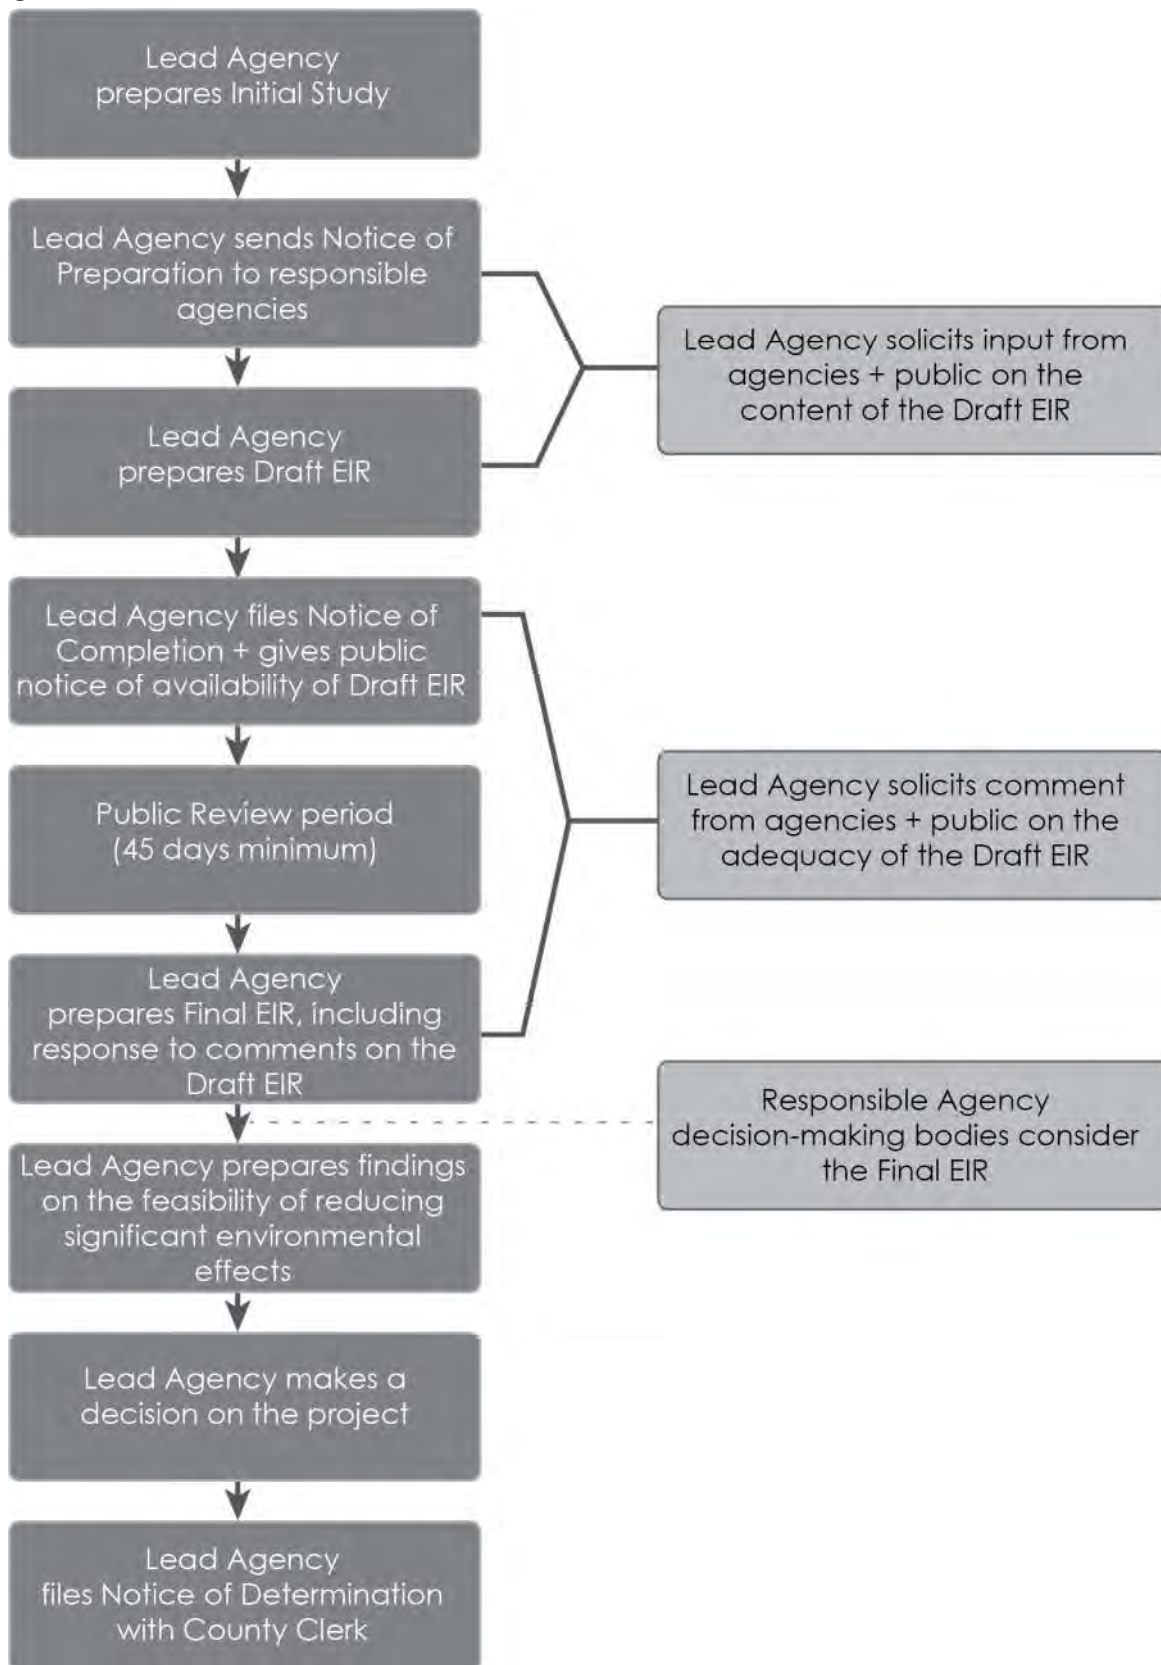 Lead Agency
prepares Initial Study
Lead Agency sends Notice of
Preparation to responsible
agencies
Lead Agency solicits input from
agencies + public on the
content of the Draft EIR
Lead Agency
prepares Draft EIR
Lead Agency files Notice of
Completion + gives public
notice of availability of Draft EIR
Public Review period
(45 days minimum)
Lead Agency solicits comment
from agencies + public on the
adequacy of the Draft EIR
Lead Agency
prepares Final EIR, including
response to comments on the
Draft EIR
Responsible Agency
decision-making bodies consider
the Final EIR
Lead Agency prepares findings
on the feasibility of reducing
significant environmental
effects
Lead Agency makes a
decision on the project
Lead Agency
files Notice of Determination
with County Clerk